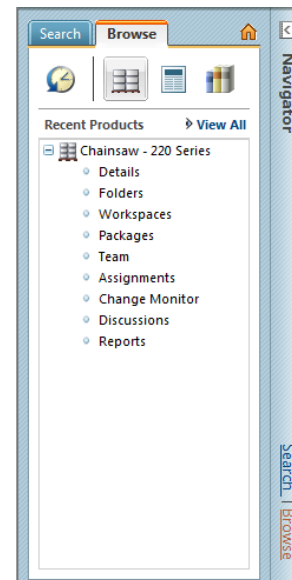 Search Browse
Recent Products View All
Chainsaw - 220 Series
Details
Folders
Workspaces
Packages
Team
Assignments
Change Monitor
Discussions
Reports
Navigator
Search | Browse